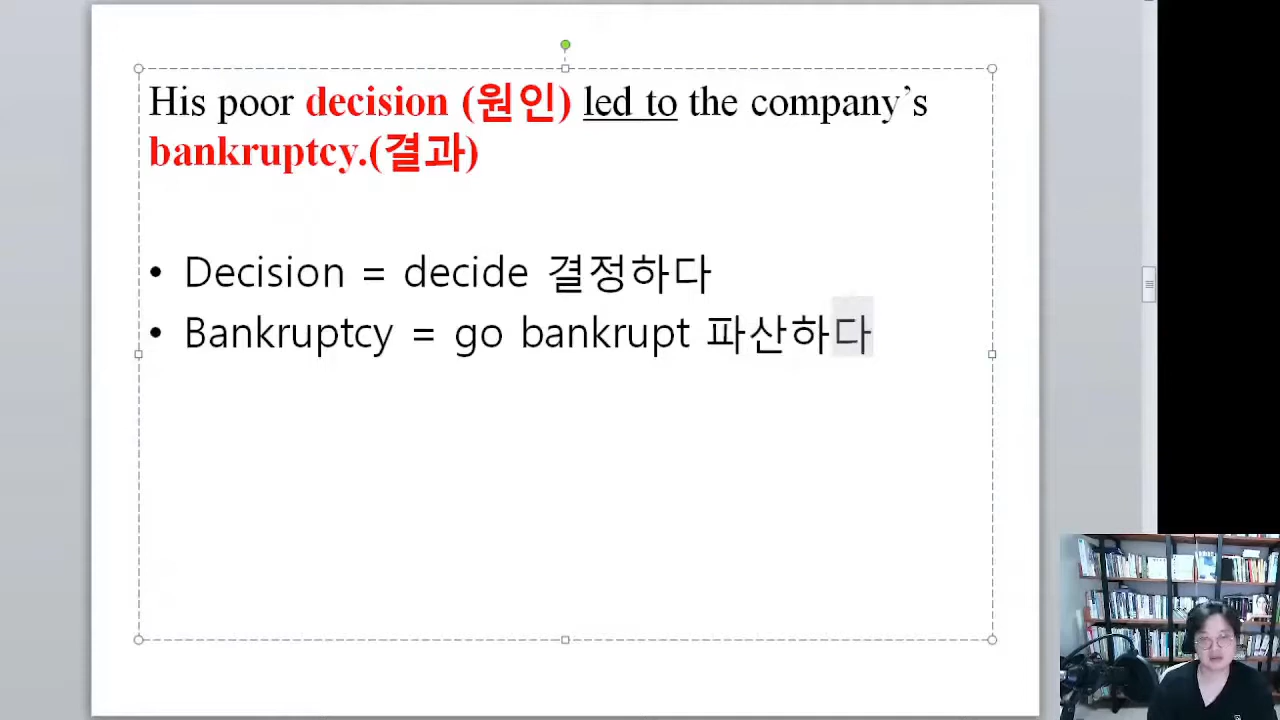 His poor decision (원인) led to the company’s
bankruptcy.(결과)
• Decision = decide 결정하다
• Bankruptcy = go bankrupt 파산하다